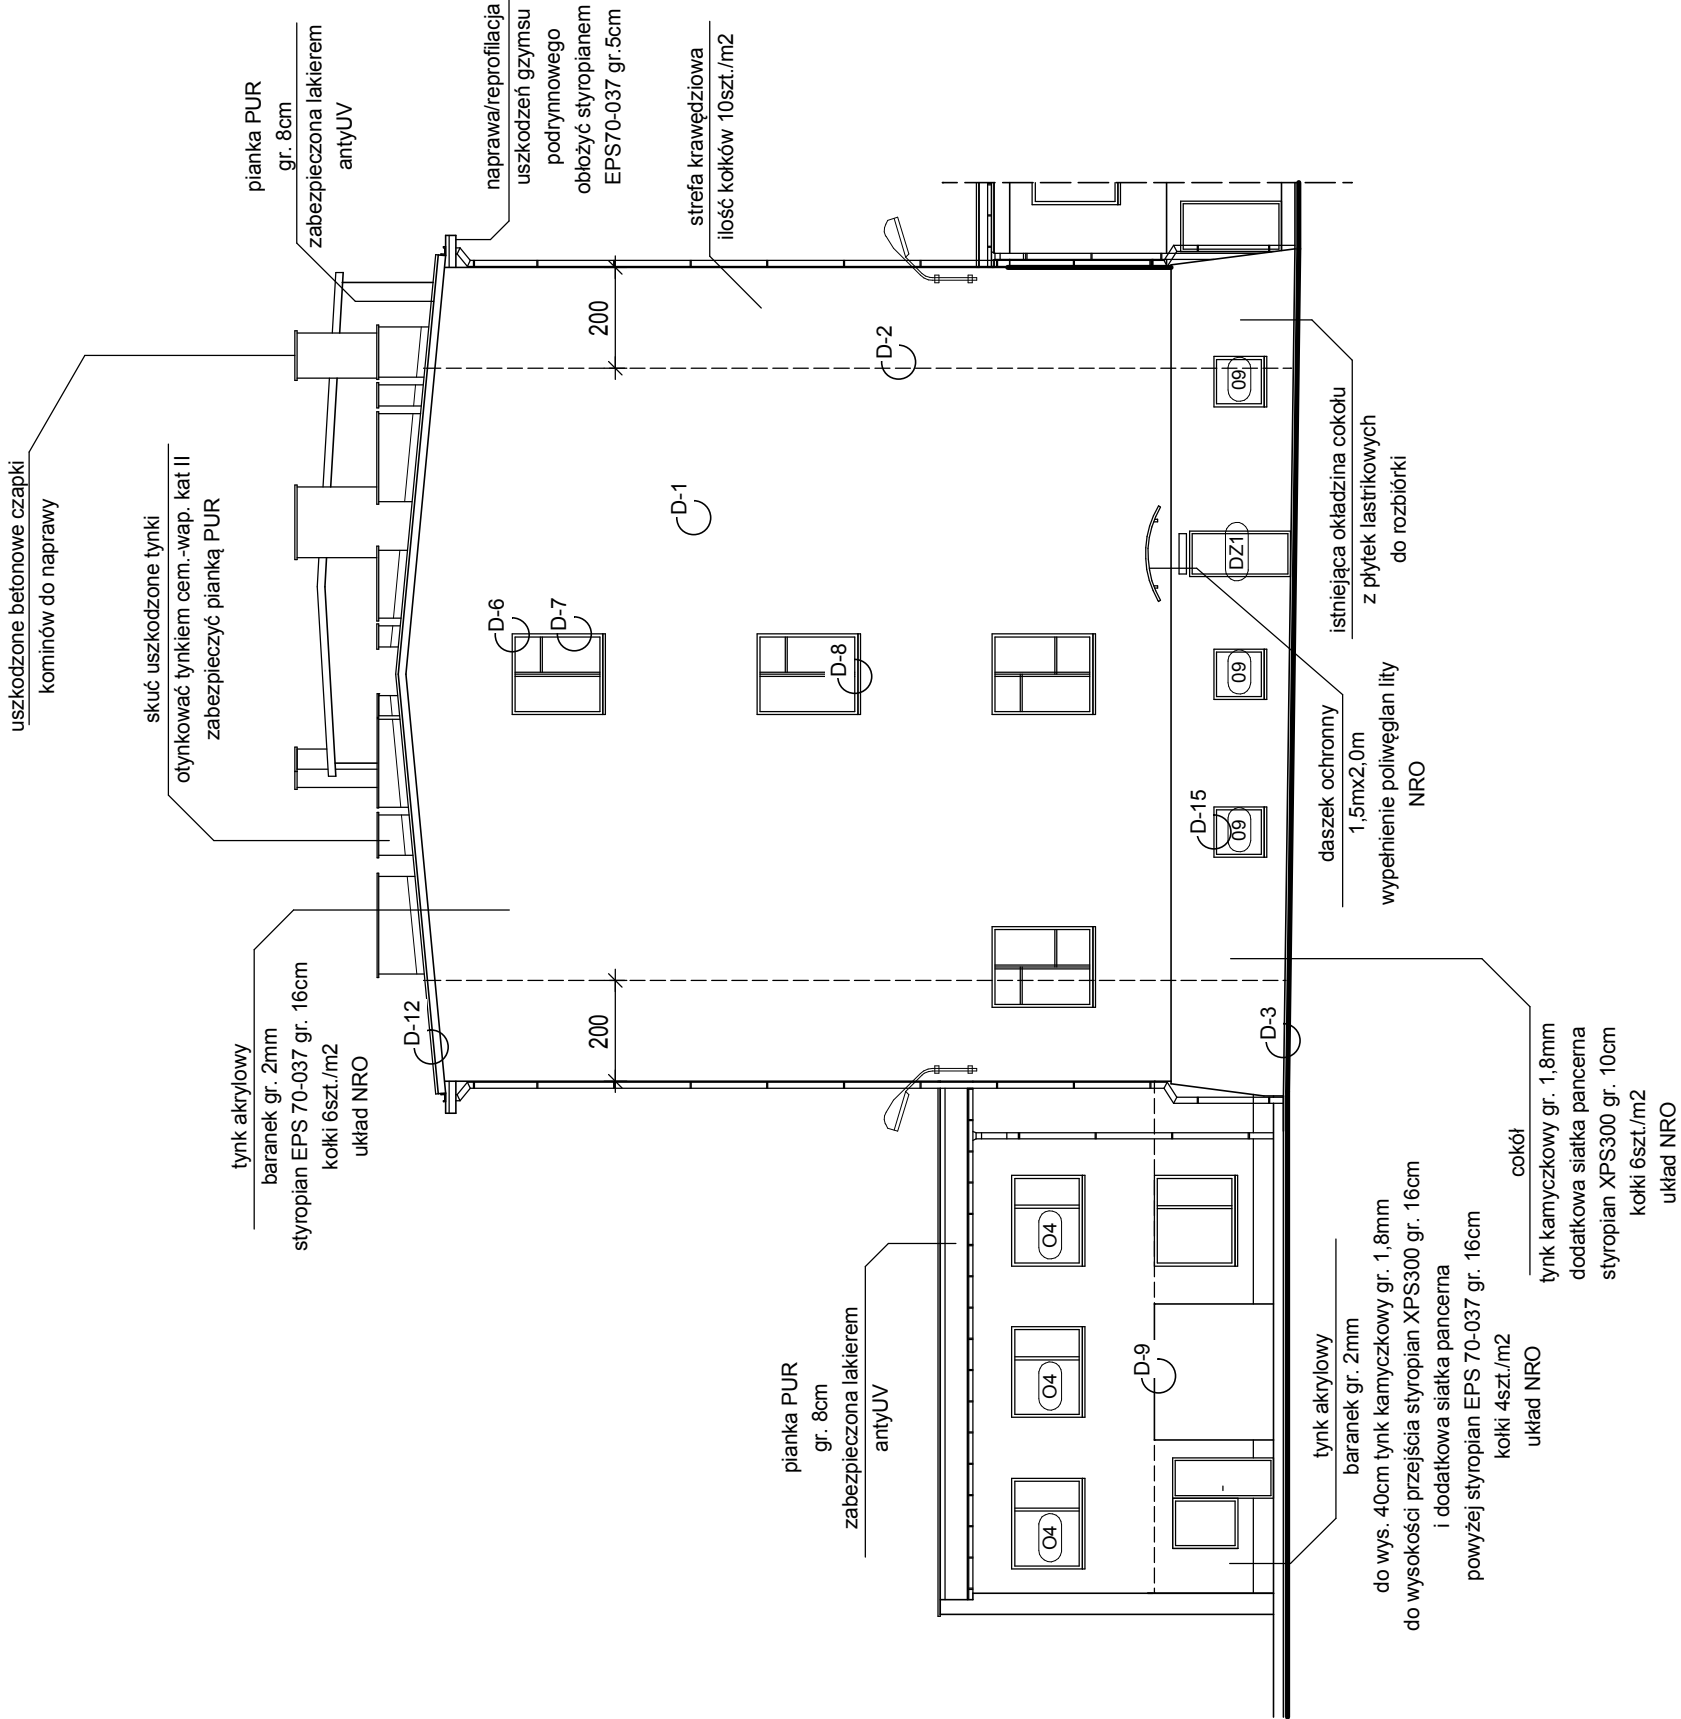 uszkodzone betonowe czapki
kominów do naprawy
skuć uszkodzone tynki
otynkować tynkiem cem.-wap. kat II
zabezpieczyć pianką PUR
pianka PUR
gr. 8cm
zabezpieczona lakierem
antyUV
naprawa/reprofilacja
uszkodzeń gzymsu
podrynnowego
obłożyć styropianem
EPS70-037 gr.5cm
strefa krawędziowa
ilość kołków 10szt./m2
tynk akrylowy
baranek gr. 2mm
styropian EPS 70-037 gr. 16cm
kołki 6szt./m2
układ NRO
D-12
200
200
D-6
D-7
D-1
D-8
D-2
D-15
D-3
09
09
DZ1
09
pianka PUR
gr. 8cm
zabezpieczona lakierem
antyUV
O4
O4
O4
D-9
tynk akrylowy
baranek gr. 2mm
do wys. 40cm tynk kamyczkowy gr. 1,8mm
do wysokości przejścia styropian XPS300 gr. 16cm
i dodatkowa siatka pancerna
powyżej styropian EPS 70-037 gr. 16cm
kołki 4szt./m2
układ NRO
cokół
tynk kamyczkowy gr. 1,8mm
dodatkowa siatka pancerna
styropian XPS300 gr. 10cm
kołki 6szt./m2
układ NRO
daszek ochronny
1,5mx2,0m
wypełnienie poliwęglan lity
NRO
istniejąca okładzina cokołu
z płytek lastrikowych
do rozbiórki